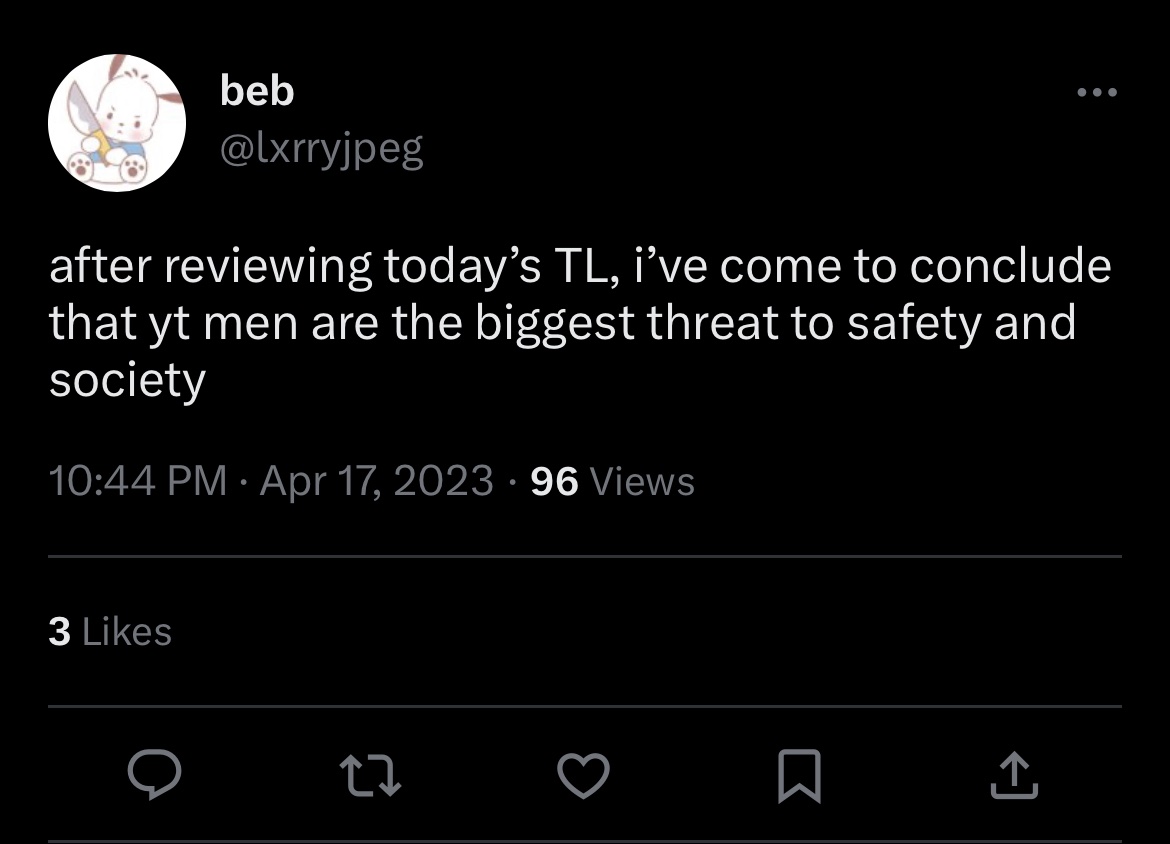 beb
@lxrryjpeg
after reviewing today’s TL, i’ve come to conclude
that yt men are the biggest threat to safety and
society
10:44 PM · Apr 17, 2023 · 96 Views
3 Likes